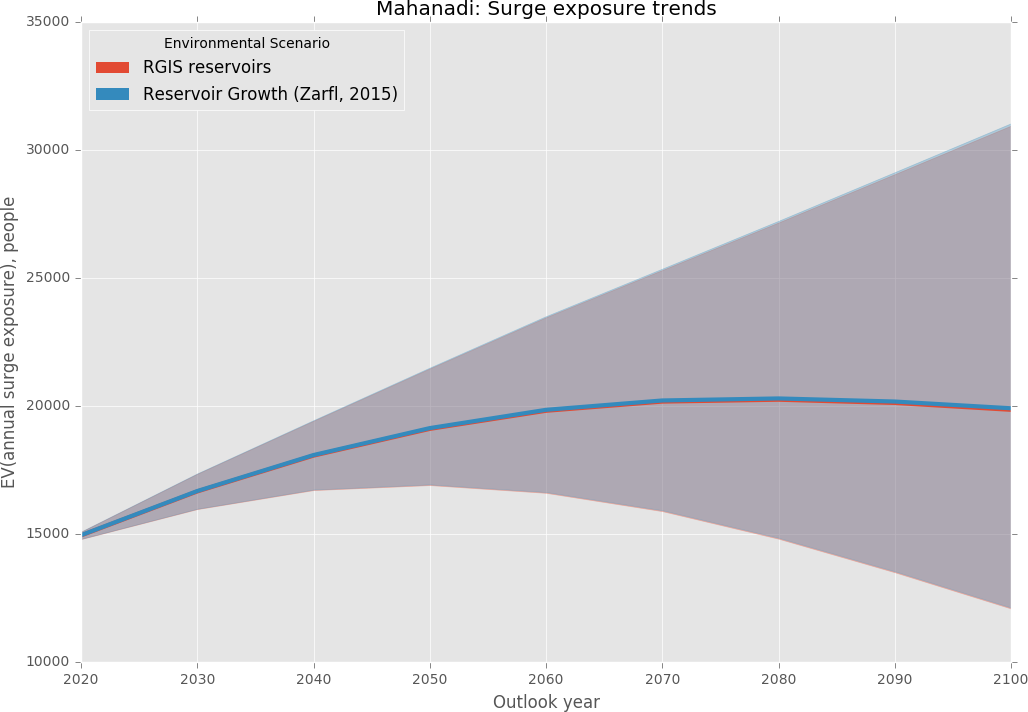 Mahanadi: Surge exposure trends
Environmental Scenario
RGIS reservoirs
Reservoir Growth (Zarfl, 2015)
EV(annual surge exposure), people
35000
30000
25000
20000
15000
10000
2020 2030 2040 2050 2060 2070 2080 2090 2100
Outlook year